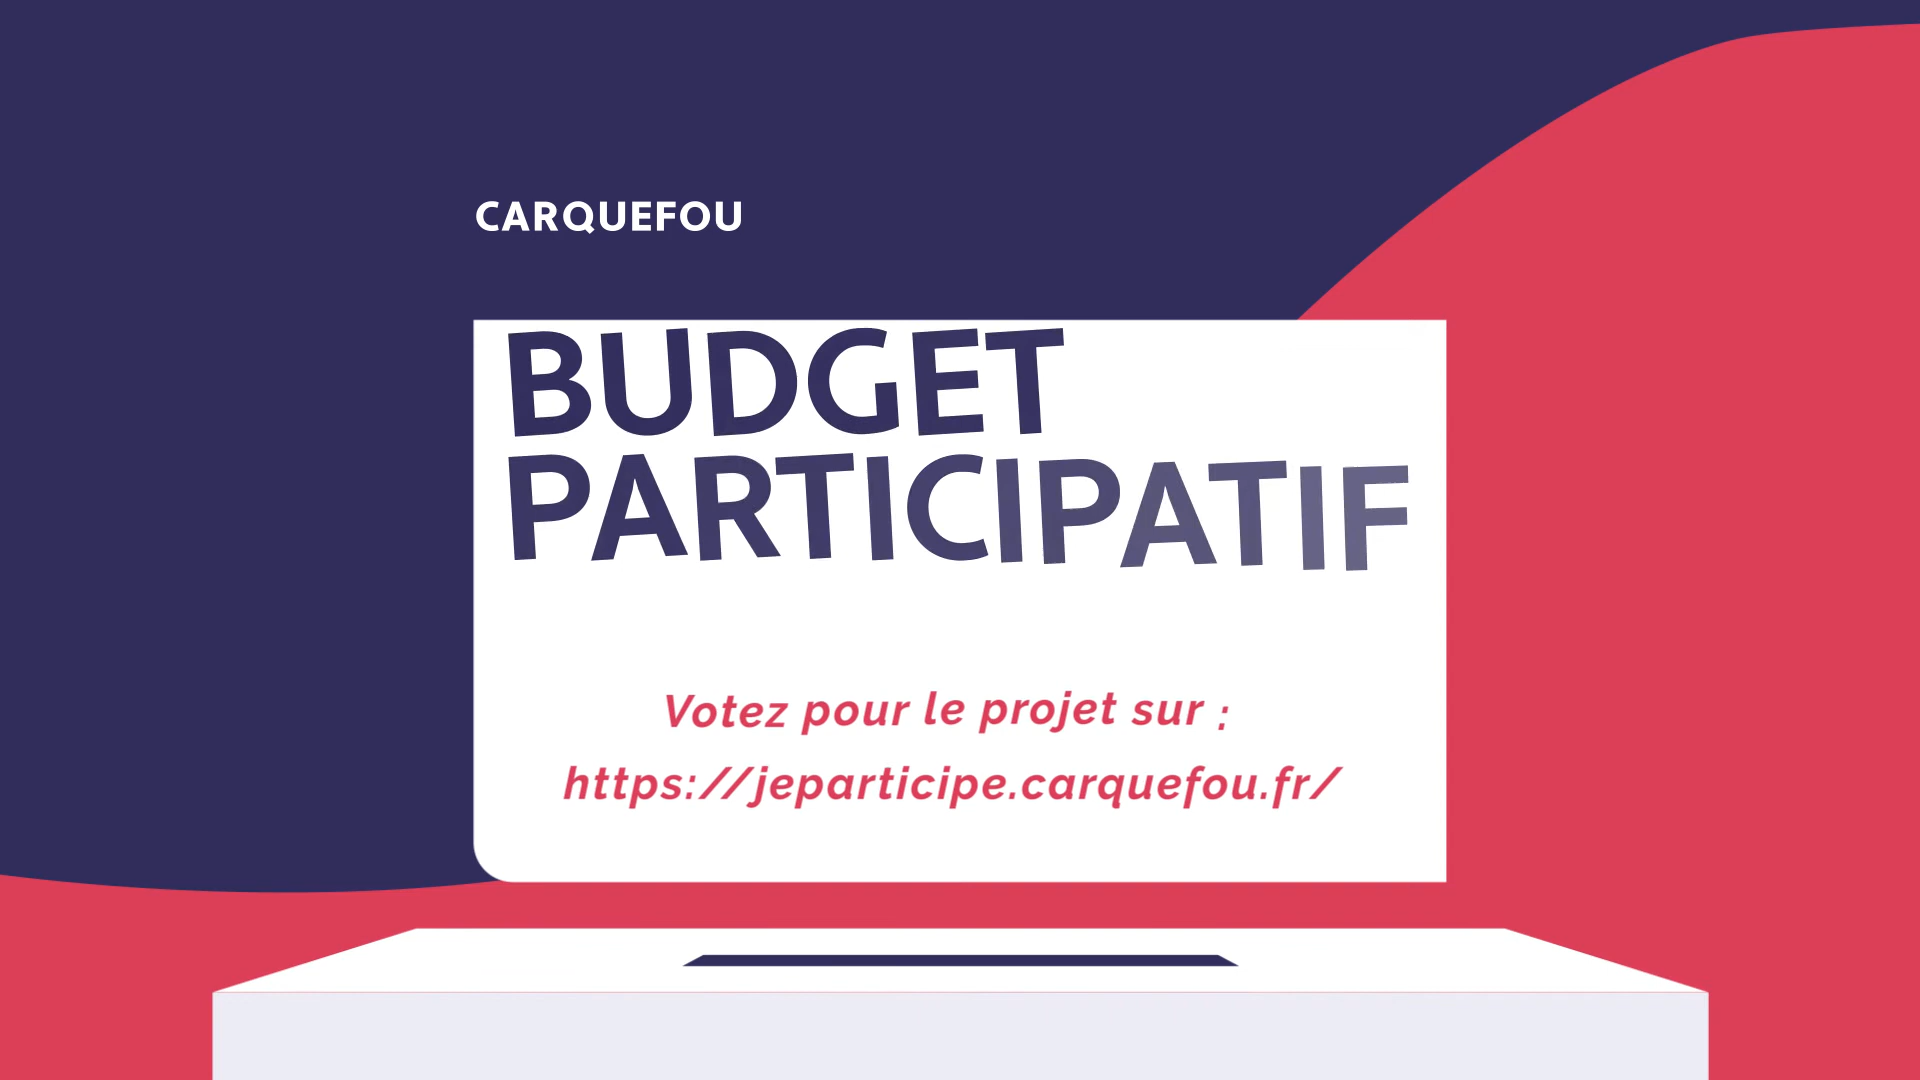 CARQUEFOU
BUDGET
PARTICIPATIF
Votez pour le projet sur :
https://jeparticipe.carquefou.fr/